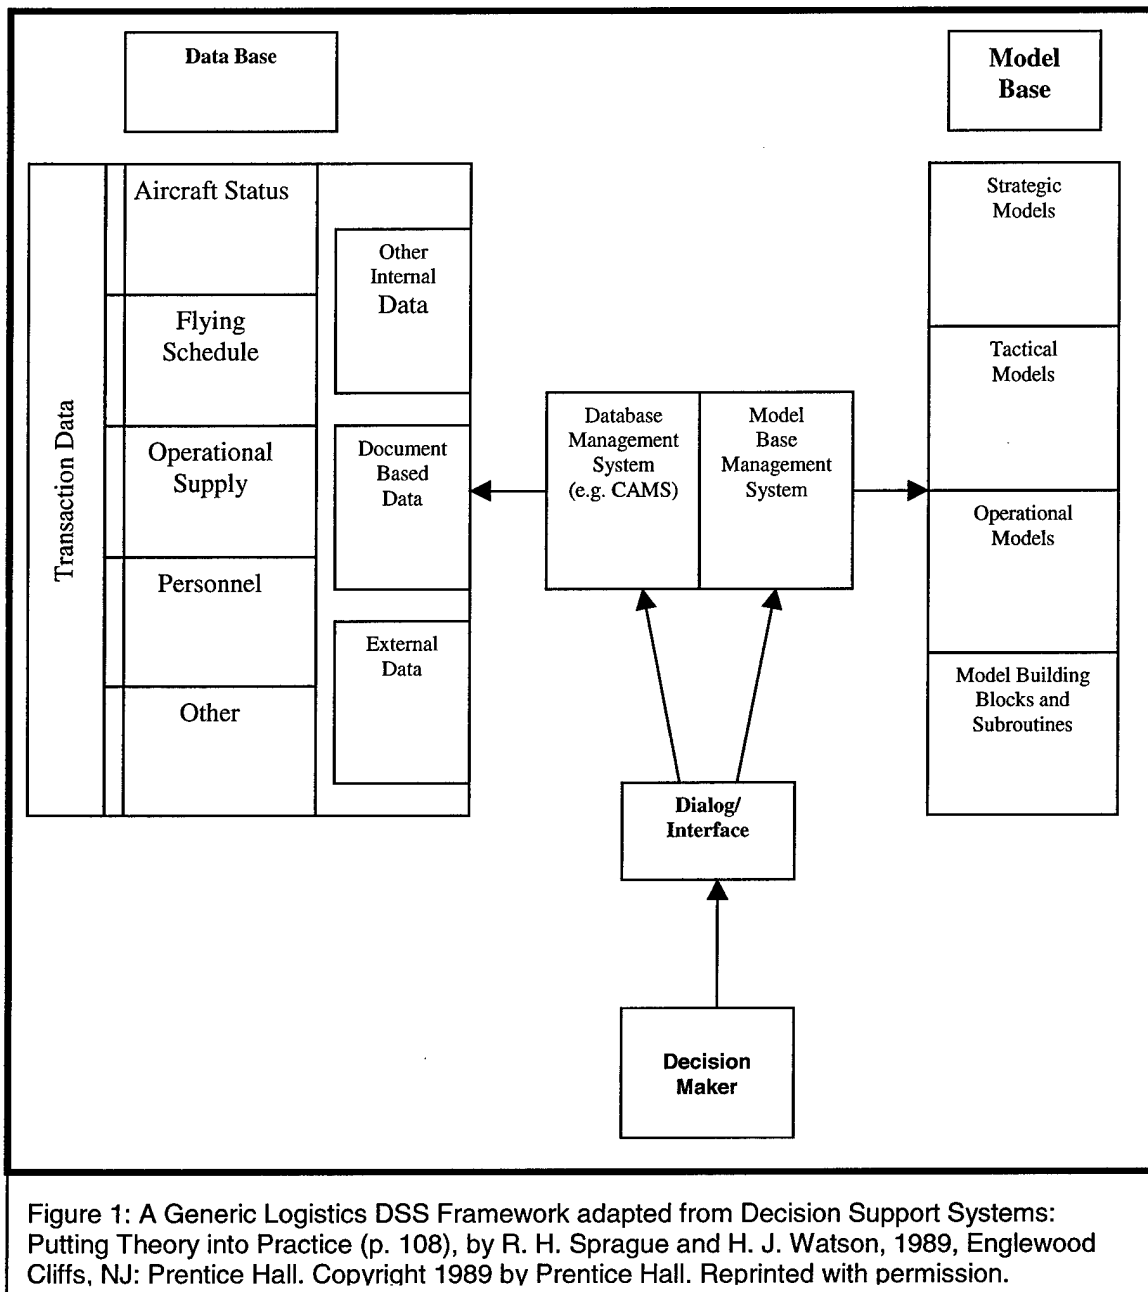 Data Base
Model
Base
Transaction Data
Aircraft Status
Flying
Schedule
Operational
Supply
Personnel
Other
Other
Internal
Data
Document
Based
Data
External
Data
Database
Management
System
(e.g. CAMS)
Model
Base
Management
System
Strategic
Models
Tactical
Models
Operational
Models
Model Building
Blocks and
Subroutines
Dialog/
Interface
Decision
Maker
Figure 1: A Generic Logistics DSS Framework adapted from Decision Support Systems:
Putting Theory into Practice (p. 108), by R. H. Sprague and H. J. Watson, 1989, Englewood
Cliffs, NJ: Prentice Hall. Copyright 1989 by Prentice Hall. Reprinted with permission.